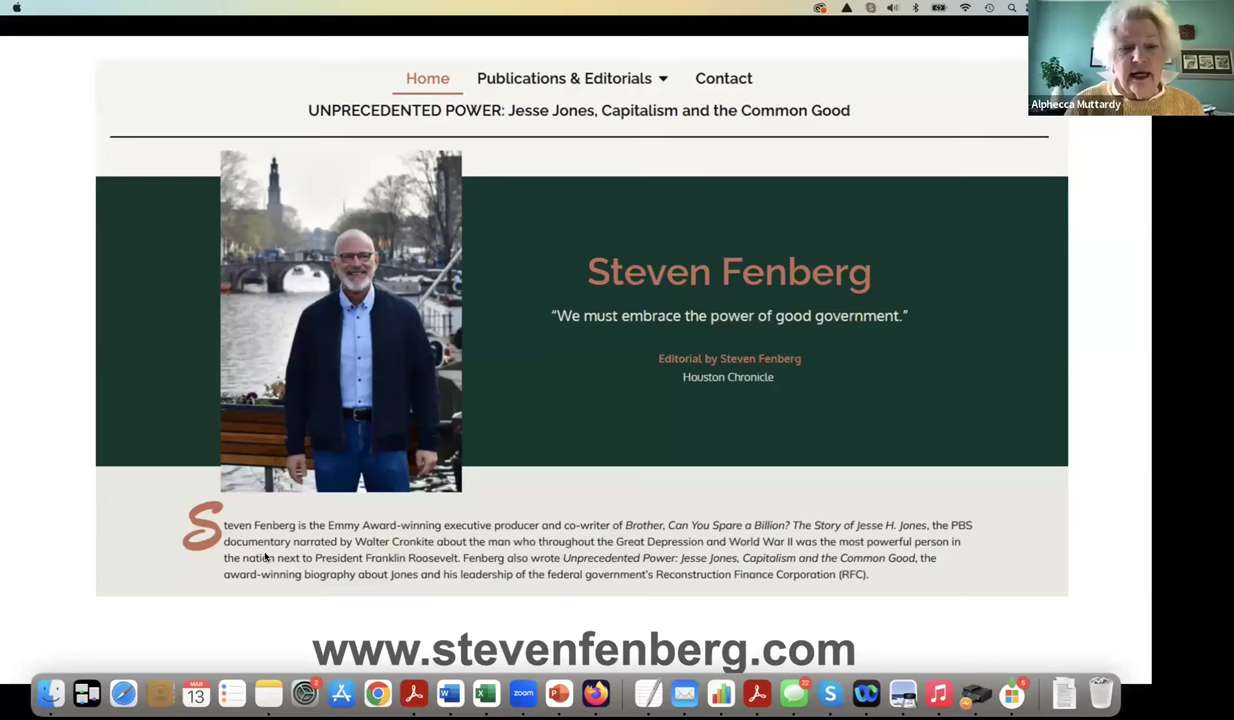 Home Publications & Editorials Contact
UNPRECEDENTED POWER: Jesse Jones, Capitalism and the Common Good
Alphecca Muttardy
Steven Fenberg
“We must embrace the power of good government.”
Editorial by Steven Fenberg
Houston Chronicle
Steven Fenberg is the Emmy Award-winning executive producer and co-writer of Brother, Can You Spare a Billion? The Story of Jesse H. Jones, the PBS
documentary narrated by Walter Cronkite about the man who throughout the Great Depression and World War II was the most powerful person in
the nation next to President Franklin Roosevelt. Fenberg also wrote Unprecedented Power: Jesse Jones, Capitalism and the Common Good, the
award-winning biography about Jones and his leadership of the federal government’s Reconstruction Finance Corporation (RFC).
www.stevenfenberg.com
MAR
13
2
zoom
22
5